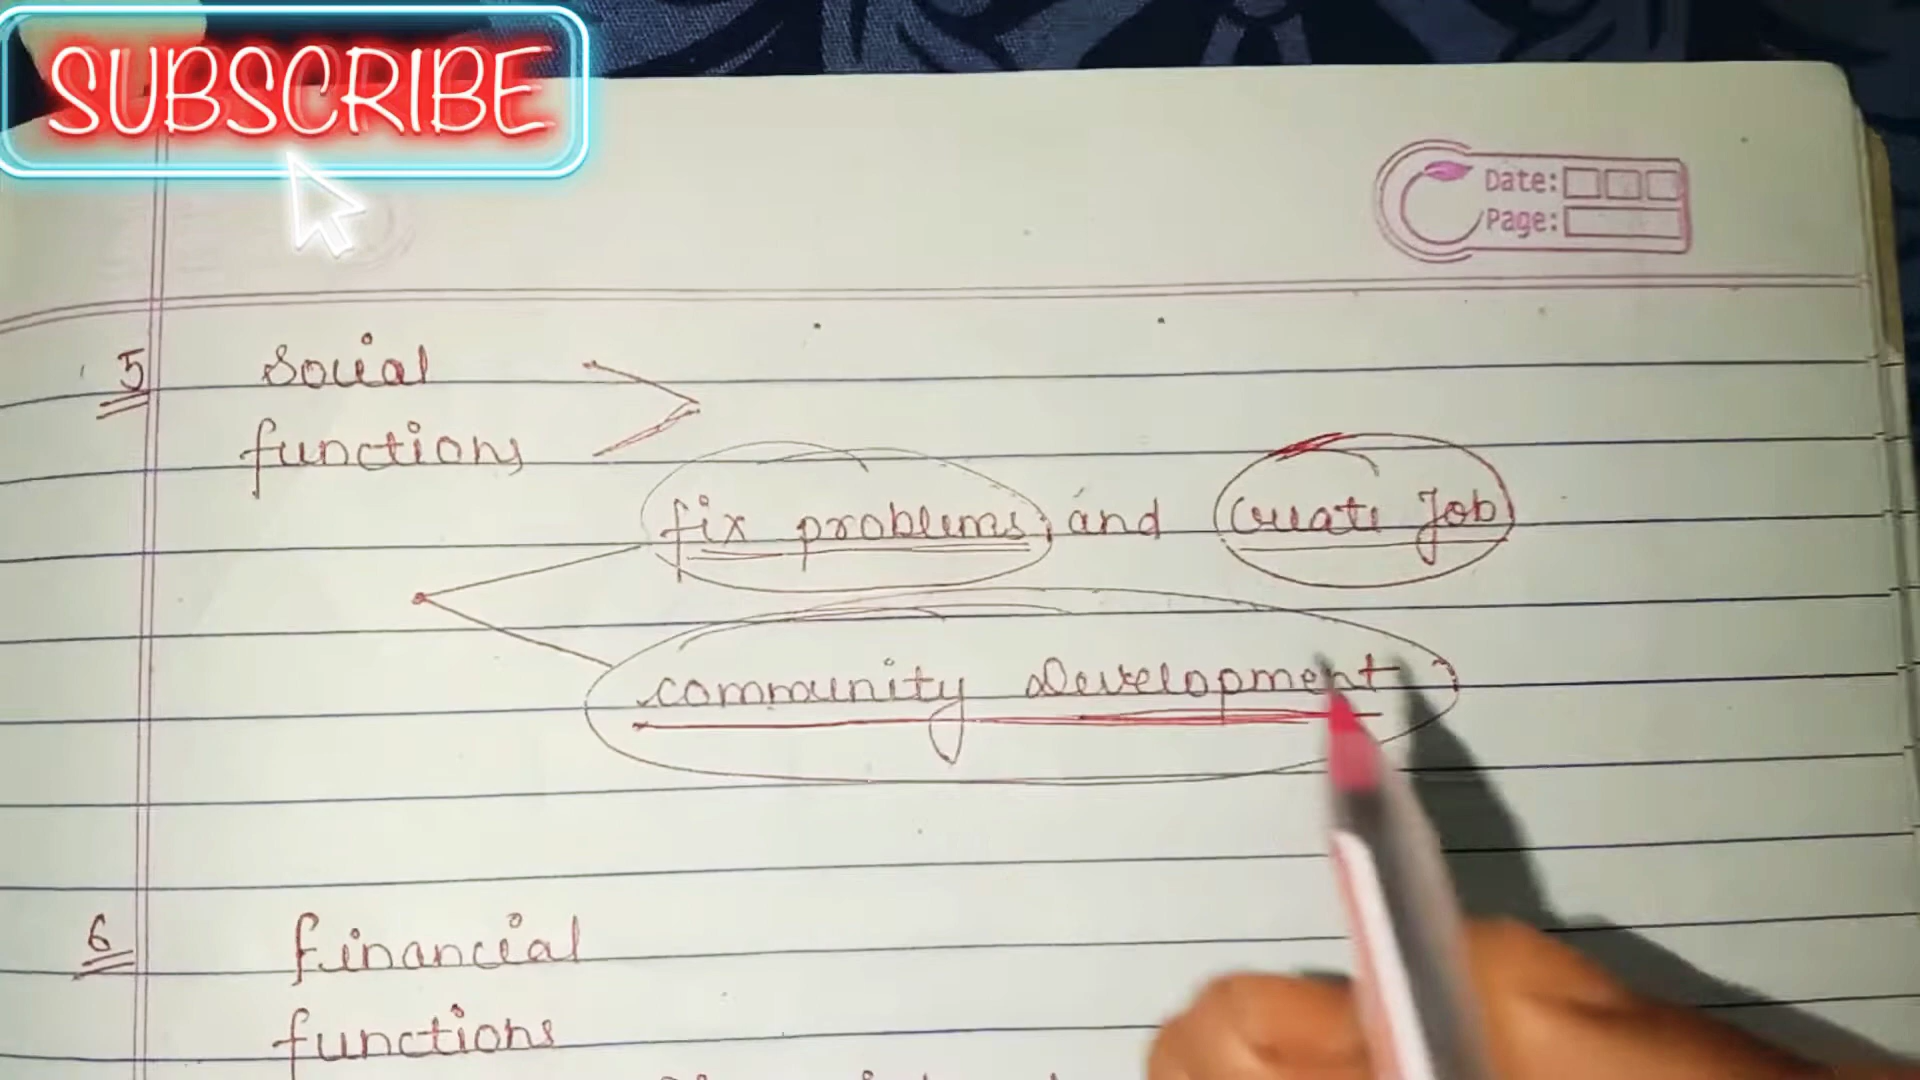 SUBSCRIBE
Date:
Page:
5 Social
functions
fix problems, and create Job
community development
6 financial
functions